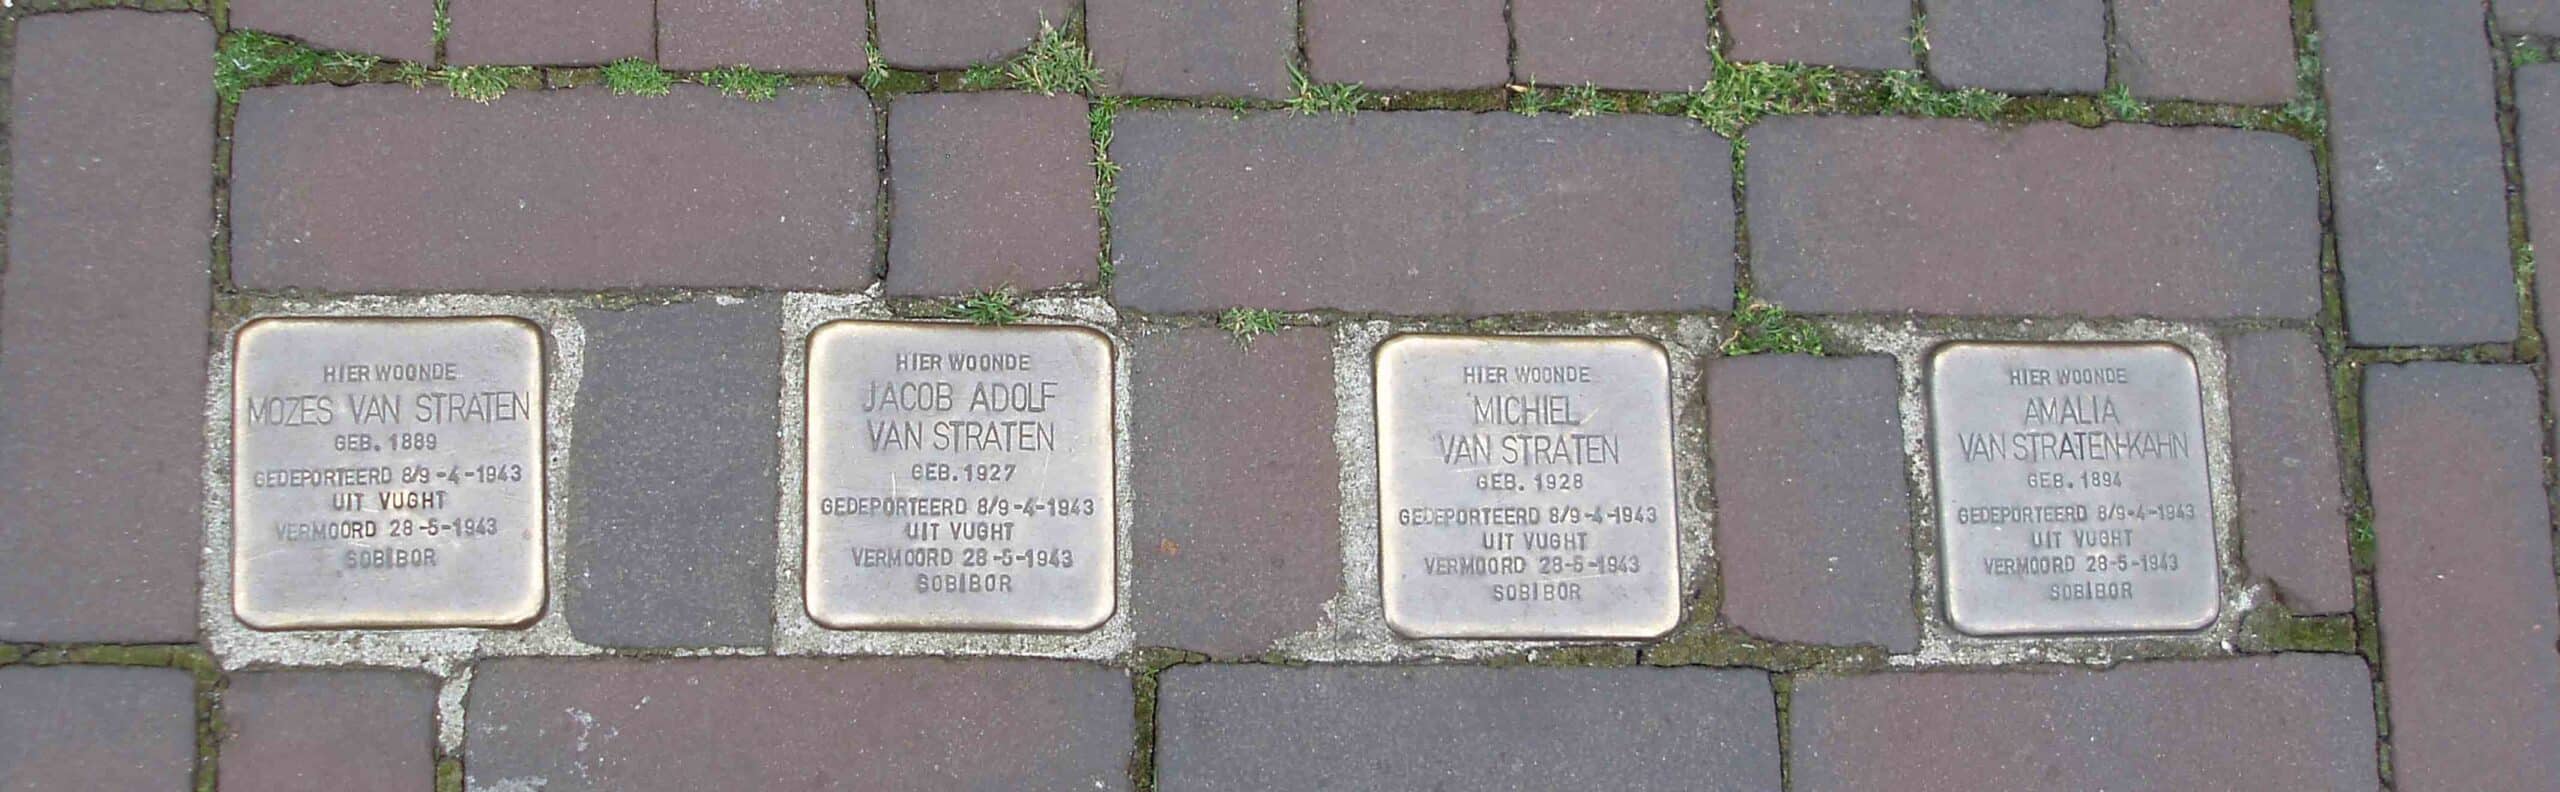 HIER WOONDE
MOZES VAN STRATEN
GEB. 1889
GEDEPORTEERD 8/9-4-1943
UIT VUGHT
VERMOORD 28-5-1943
SOBIBOR
HIER WOONDE
JACOB ADOLF
VAN STRATEN
GEB. 1927
GEDEPORTEERD 8/9-4-1943
UIT VUGHT
VERMOORD 28-5-1943
SOBIBOR
HIER WOONDE
MICHIEL
VAN STRATEN
GEB. 1928
GEDEPORTEERD 8/9-4-1943
UIT VUGHT
VERMOORD 28-5-1943
SOBIBOR
HIER WOONDE
AMALIA
VAN STRATEN-KAHN
GEB. 1894
GEDEPORTEERD 8/9-4-1943
UIT VUGHT
VERMOORD 28-5-1943
SOBIBOR